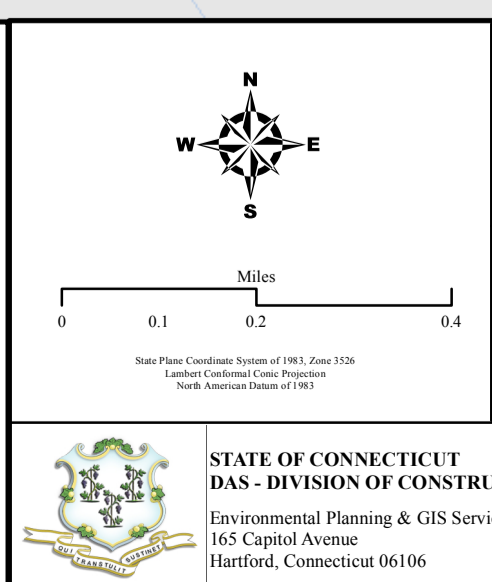 N
W E
S
Miles
0 0.1 0.2 0.4
State Plane Coordinate System of 1983, Zone 3526
Lambert Conformal Conic Projection
North American Datum of 1983
STATE OF CONNECTICUT
DAS - DIVISION OF CONSTRU
Environmental Planning & GIS Servi
165 Capitol Avenue
Hartford, Connecticut 06106
QUI TRANSTULIT SUSTINET